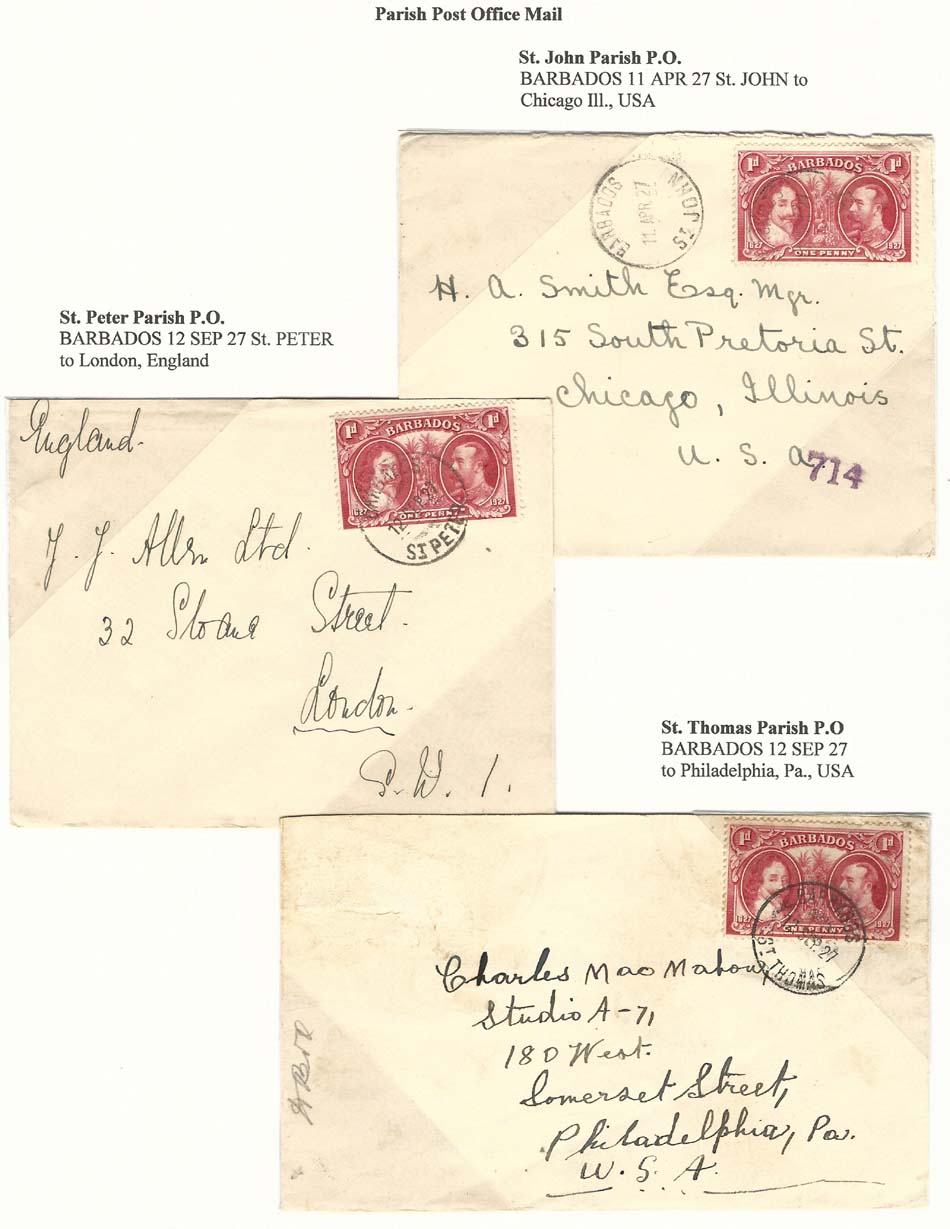 Parish Post Office Mail
St. John Parish P.O.
BARBADOS 11 APR 27 St. JOHN to
Chicago Ill., USA
BARBADOS
11. APR. 27
ST JOHN
1d BARBADOS 1d
1627 1927
ONE PENNY
H. A. Smith Esq. Mgr.
315 South Pretoria St.
Chicago, Illinois
U. S. a
714
St. Peter Parish P.O.
BARBADOS 12 SEP 27 St. PETER
to London, England
England-
1d BARBADOS 1d
1627 1927
ONE PENNY
ST PETER
J. J. Allen Ltd.
32 Sloane Street.
London.
S. W. 1.
St. Thomas Parish P.O
BARBADOS 12 SEP 27
to Philadelphia, Pa., USA
1d BARBADOS 1d
1627 1927
ONE PENNY
BARBADOS
27
ST. THOMAS
Charles Mac Mahon
Studio A-71
180 West.
Somerset Street,
Philadelphia, Pa.
U. S. A.